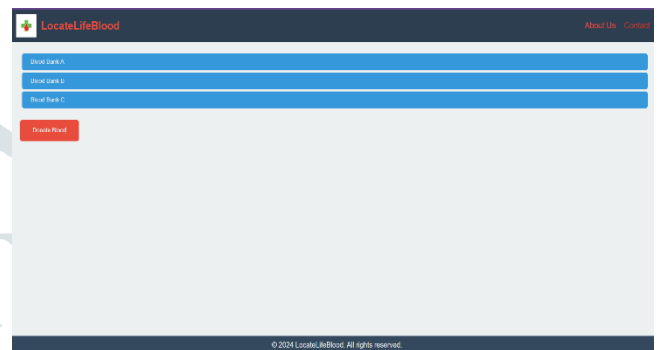 LocateLifeBlood
About Us Contact
Blood Bank A
Blood Bank B
Blood Bank C
Donate Blood
© 2024 LocateLifeBlood. All rights reserved.